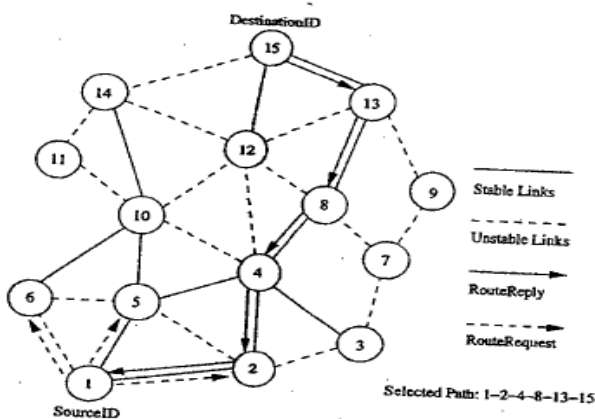 DestinationID
15
14
13
12
11
9
8
10
7
4
6
5
3
2
1
SourceID
Stable Links
Unstable Links
RouteReply
RouteRequest
Selected Path: 1-2-4-8-13-15